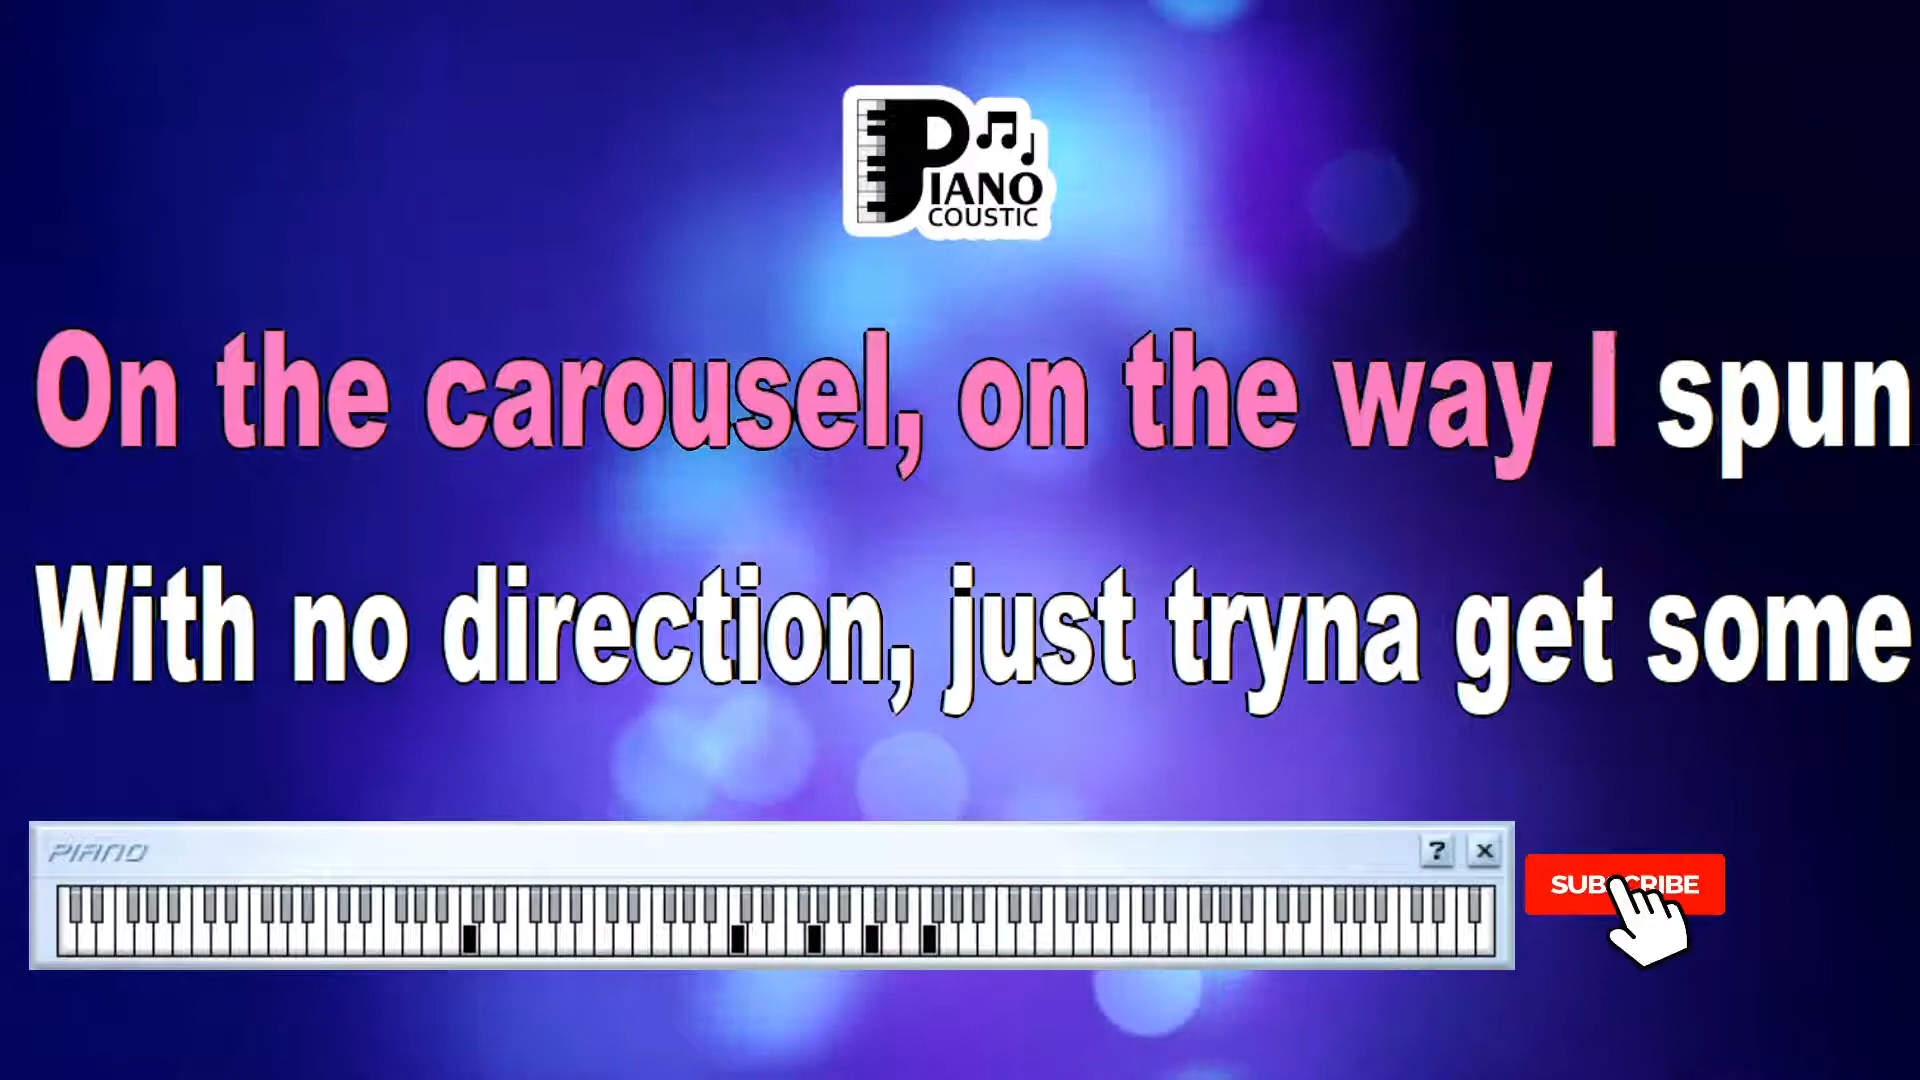 PIANO
COUSTIC
On the carousel, on the way I spun
With no direction, just tryna get some
PIANO
? x
SUBSCRIBE